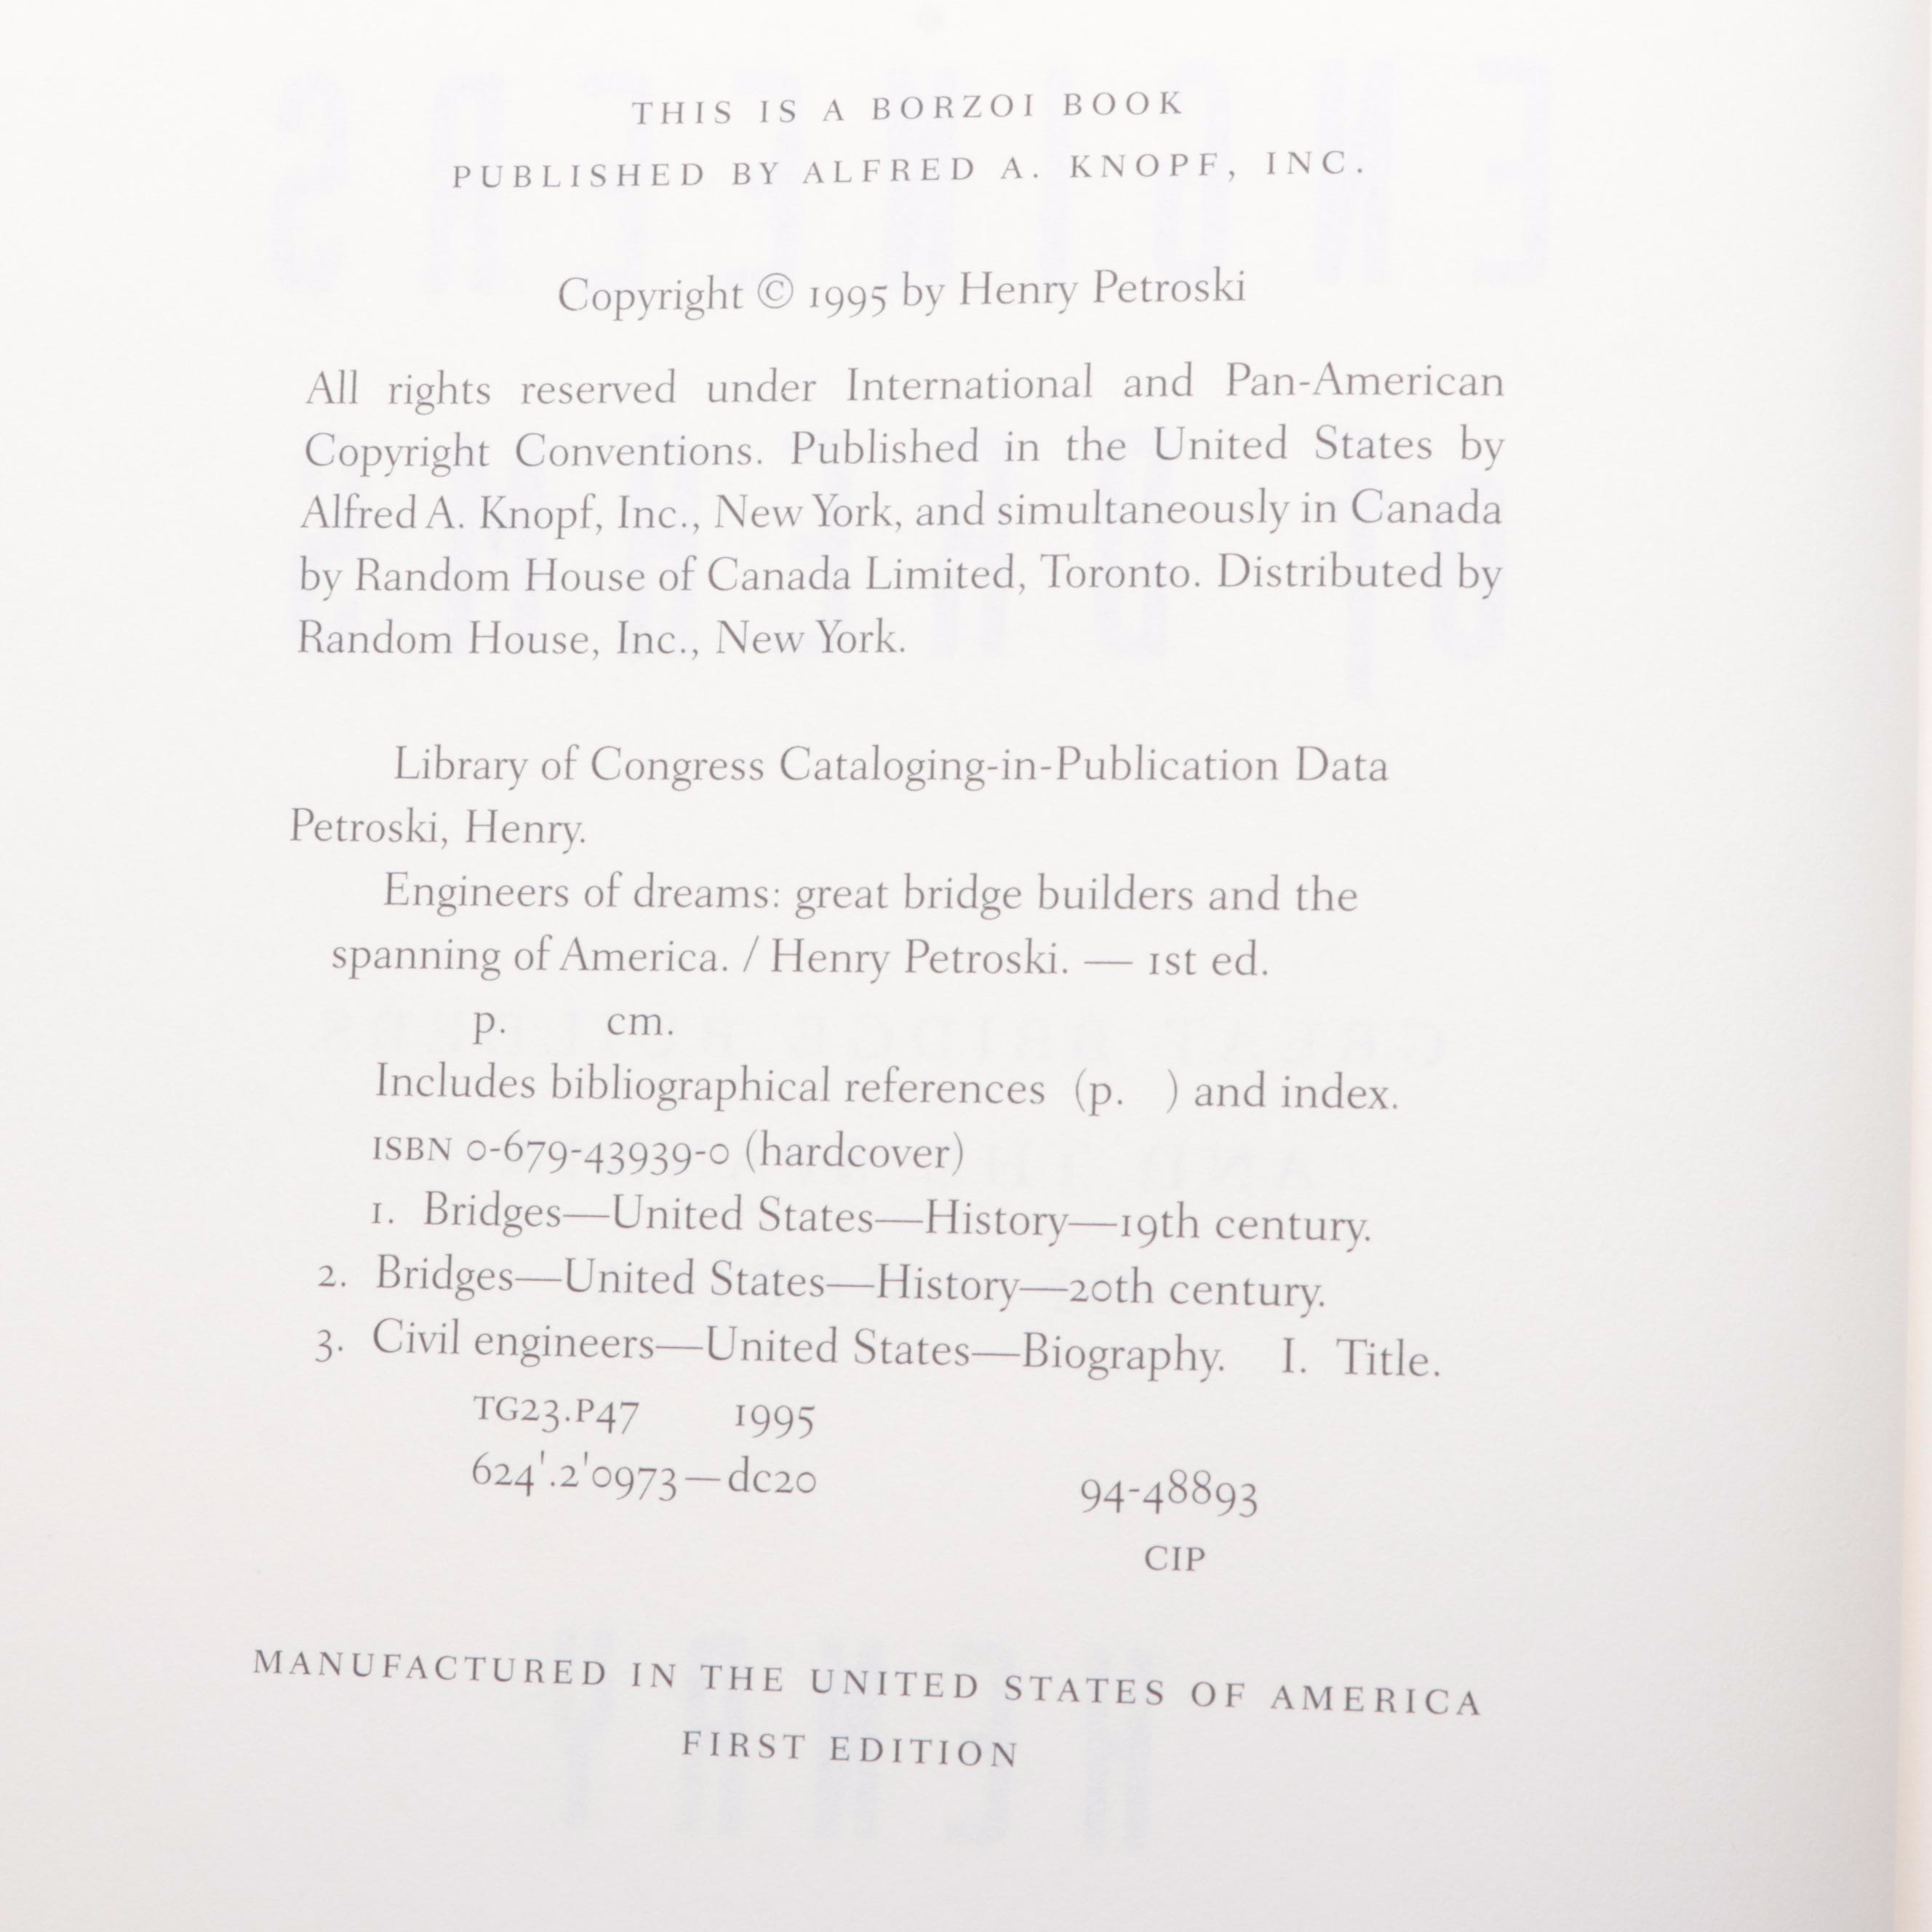 THIS IS A BORZOI BOOK
PUBLISHED BY ALFRED A. KNOPF, INC.
Copyright © 1995 by Henry Petroski
All rights reserved under International and Pan-American
Copyright Conventions. Published in the United States by
Alfred A. Knopf, Inc., New York, and simultaneously in Canada
by Random House of Canada Limited, Toronto. Distributed by
Random House, Inc., New York.
Library of Congress Cataloging-in-Publication Data
Petroski, Henry.
Engineers of dreams: great bridge builders and the
spanning of America. / Henry Petroski. — 1st ed.
p. cm.
Includes bibliographical references (p. ) and index.
ISBN 0-679-43939-0 (hardcover)
1. Bridges—United States—History—19th century.
2. Bridges—United States—History—20th century.
3. Civil engineers—United States—Biography. I. Title.
TG23.P47 1995
624'.2'0973—dc20 94-48893
CIP
MANUFACTURED IN THE UNITED STATES OF AMERICA
FIRST EDITION